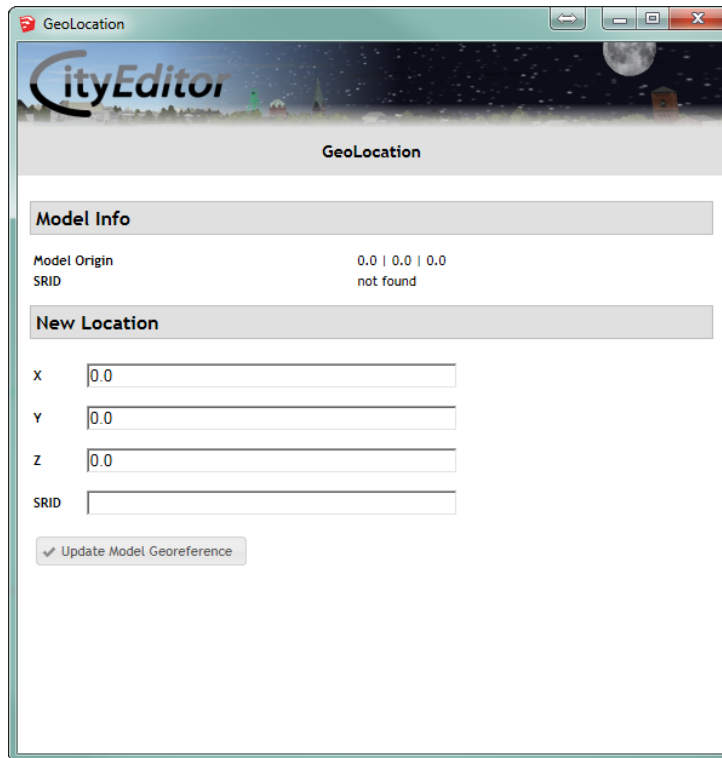 GeoLocation
CityEditor
GeoLocation
Model Info
Model Origin 0.0 | 0.0 | 0.0
SRID not found
New Location
X 0.0
Y 0.0
Z 0.0
SRID
Update Model Georeference